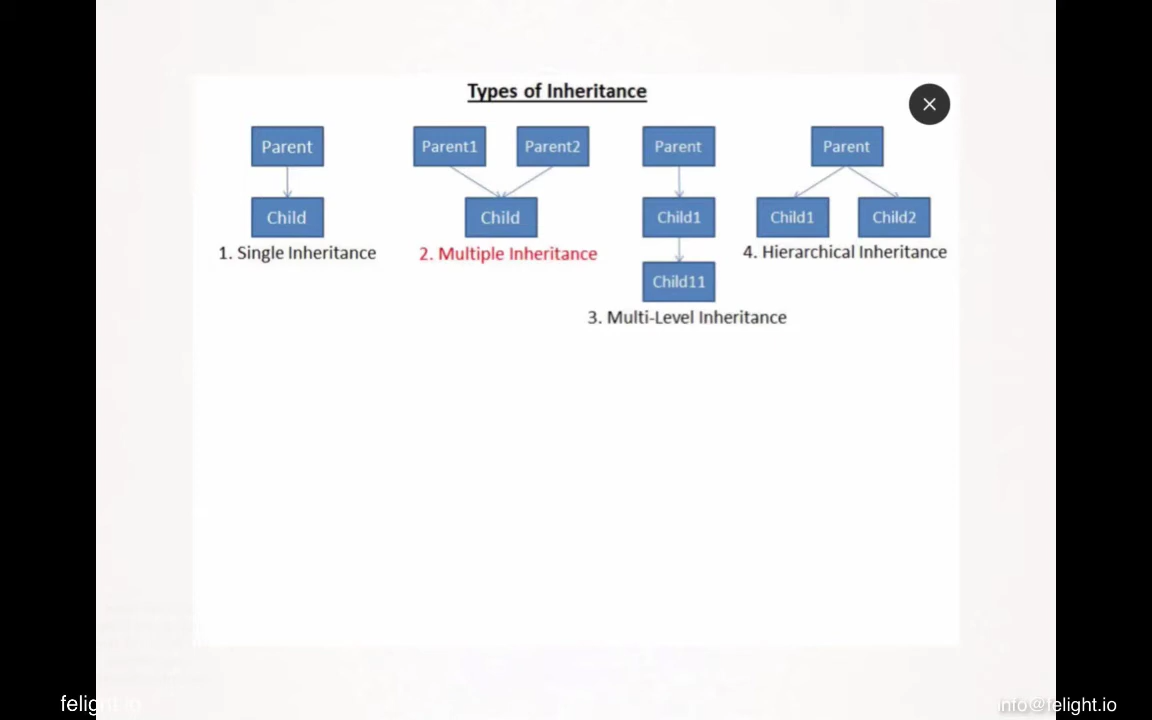 Types of Inheritance
Parent
Child
1. Single Inheritance
Parent1 Parent2
Child
2. Multiple Inheritance
Parent
Child1
Child11
3. Multi-Level Inheritance
Parent
Child1 Child2
4. Hierarchical Inheritance
felight.io
info@felight.io